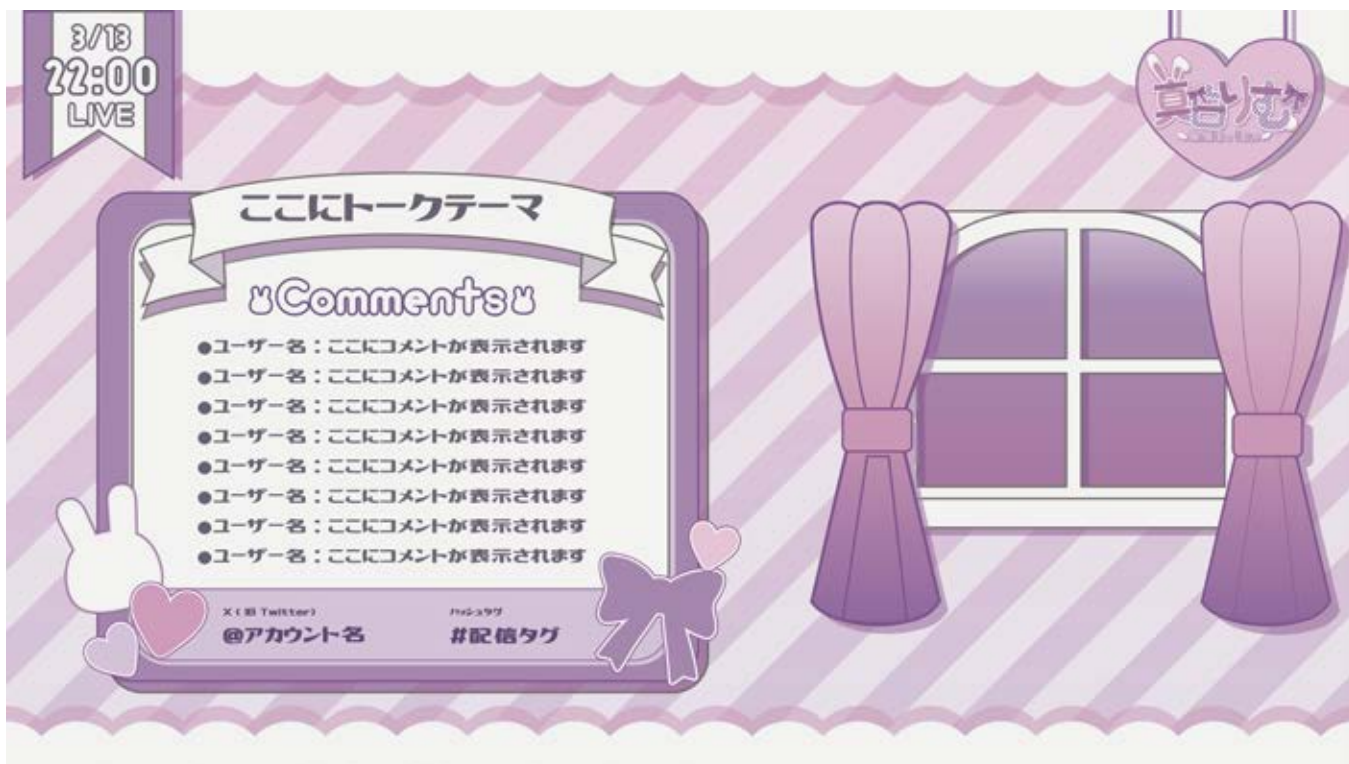 3/13
22:00
LIVE
ここにトークテーマ
Comments
●ユーザー名：ここにコメントが表示されます
●ユーザー名：ここにコメントが表示されます
●ユーザー名：ここにコメントが表示されます
●ユーザー名：ここにコメントが表示されます
●ユーザー名：ここにコメントが表示されます
●ユーザー名：ここにコメントが表示されます
●ユーザー名：ここにコメントが表示されます
●ユーザー名：ここにコメントが表示されます
X(旧 Twitter)
@アカウント名
ハッシュタグ
#配信タグ